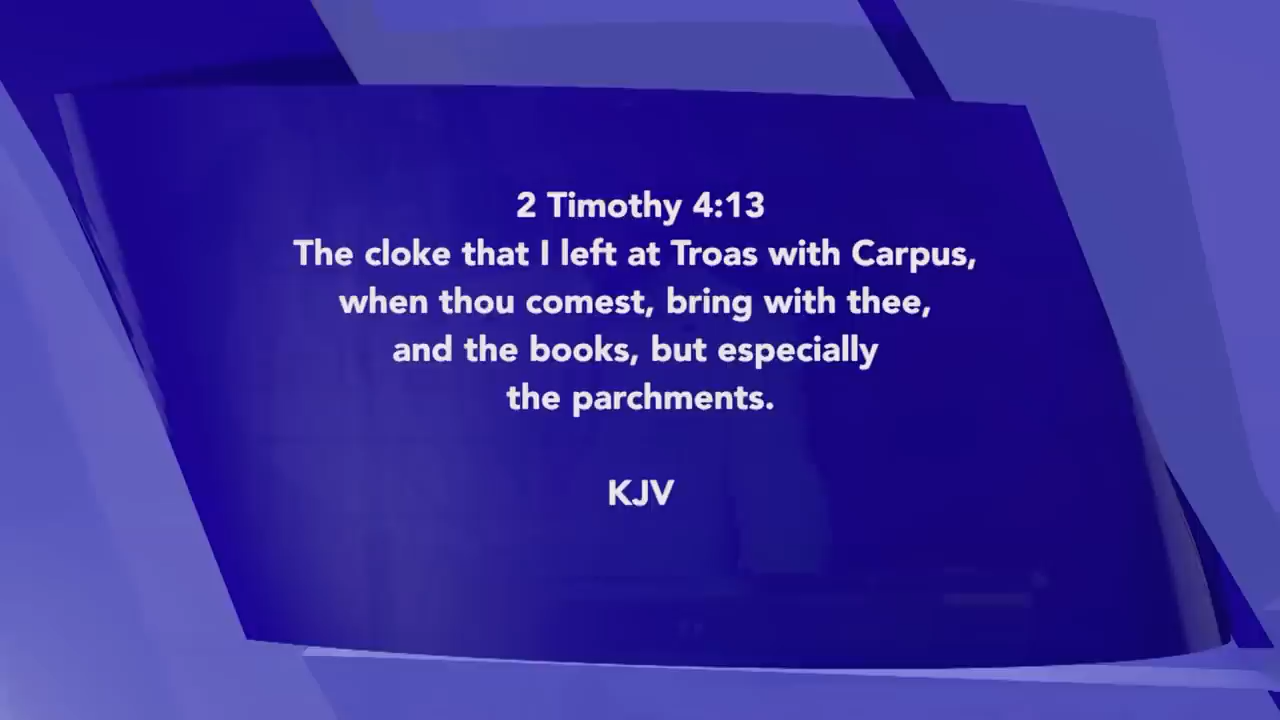 2 Timothy 4:13
The cloke that I left at Troas with Carpus,
when thou comest, bring with thee,
and the books, but especially
the parchments.
KJV